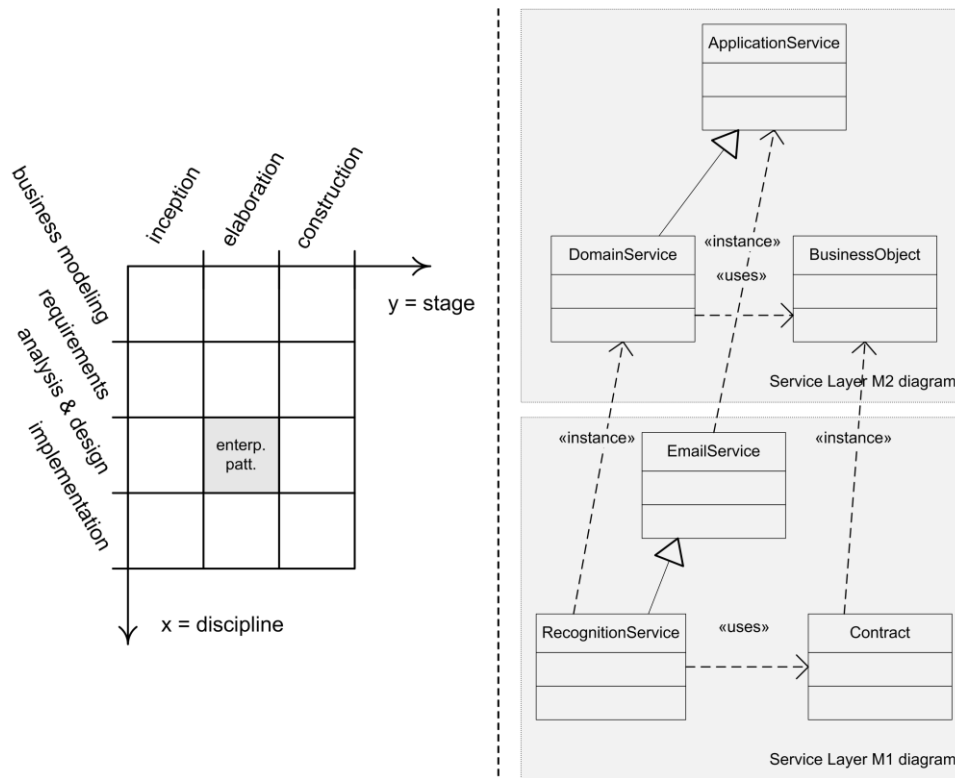 business modeling
requirements
analysis & design
implementation
inception
elaboration
construction
y = stage
enterp.
patt.
x = discipline
ApplicationService
DomainService
«instance»
«uses»
BusinessObject
Service Layer M2 diagram
«instance»
EmailService
«instance»
RecognitionService
«uses»
Contract
Service Layer M1 diagram